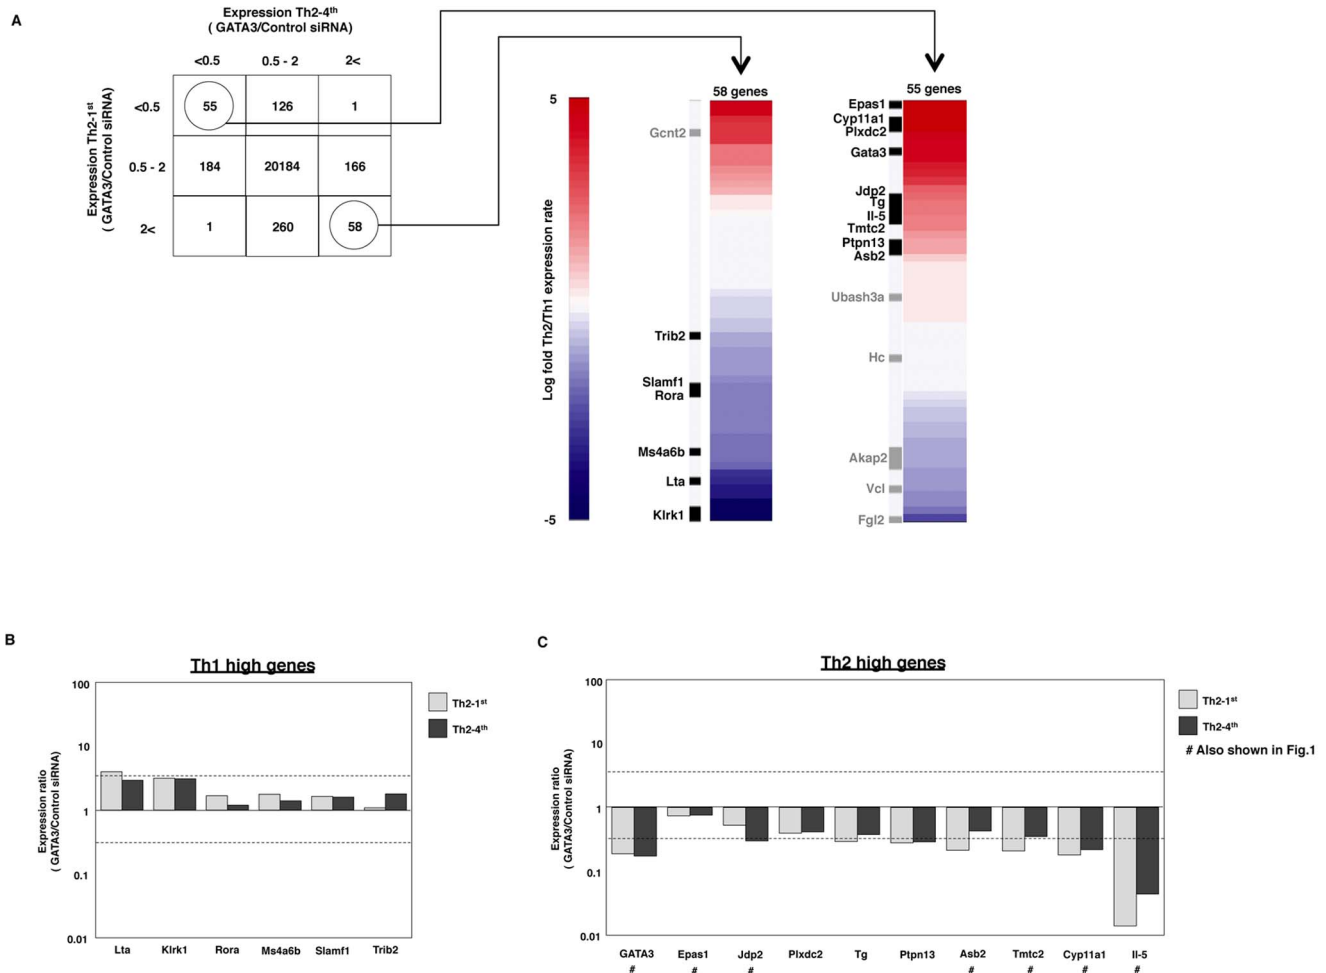 A
Expression Th2-4th
( GATA3/Control siRNA)
<0.5 0.5 - 2 2<
Expression Th2-1st
( GATA3/Control siRNA)
<0.5 55 126 1
0.5 - 2 184 20184 166
2< 1 260 58
Log fold Th2/Th1 expression rate
5
-5
58 genes
Gcnt2
Trib2
Slamf1
Rora
Ms4a6b
Lta
Klrk1
55 genes
Epas1
Cyp11a1
Plxdc2
Gata3
Jdp2
Tg
Il-5
Tmtc2
Ptpn13
Asb2
Ubash3a
Hc
Akap2
Vcl
Fgl2
B
Th1 high genes
Expression ratio
( GATA3/Control siRNA)
100
10
1
0.1
0.01
Lta Klrk1 Rora Ms4a6b Slamf1 Trib2
Th2-1st
Th2-4th
C
Th2 high genes
Expression ratio
( GATA3/Control siRNA)
100
10
1
0.1
0.01
GATA3 Epas1 Jdp2 Plxdc2 Tg Ptpn13 Asb2 Tmtc2 Cyp11a1 Il-5
# # # # # # #
Th2-1st
Th2-4th
# Also shown in Fig.1